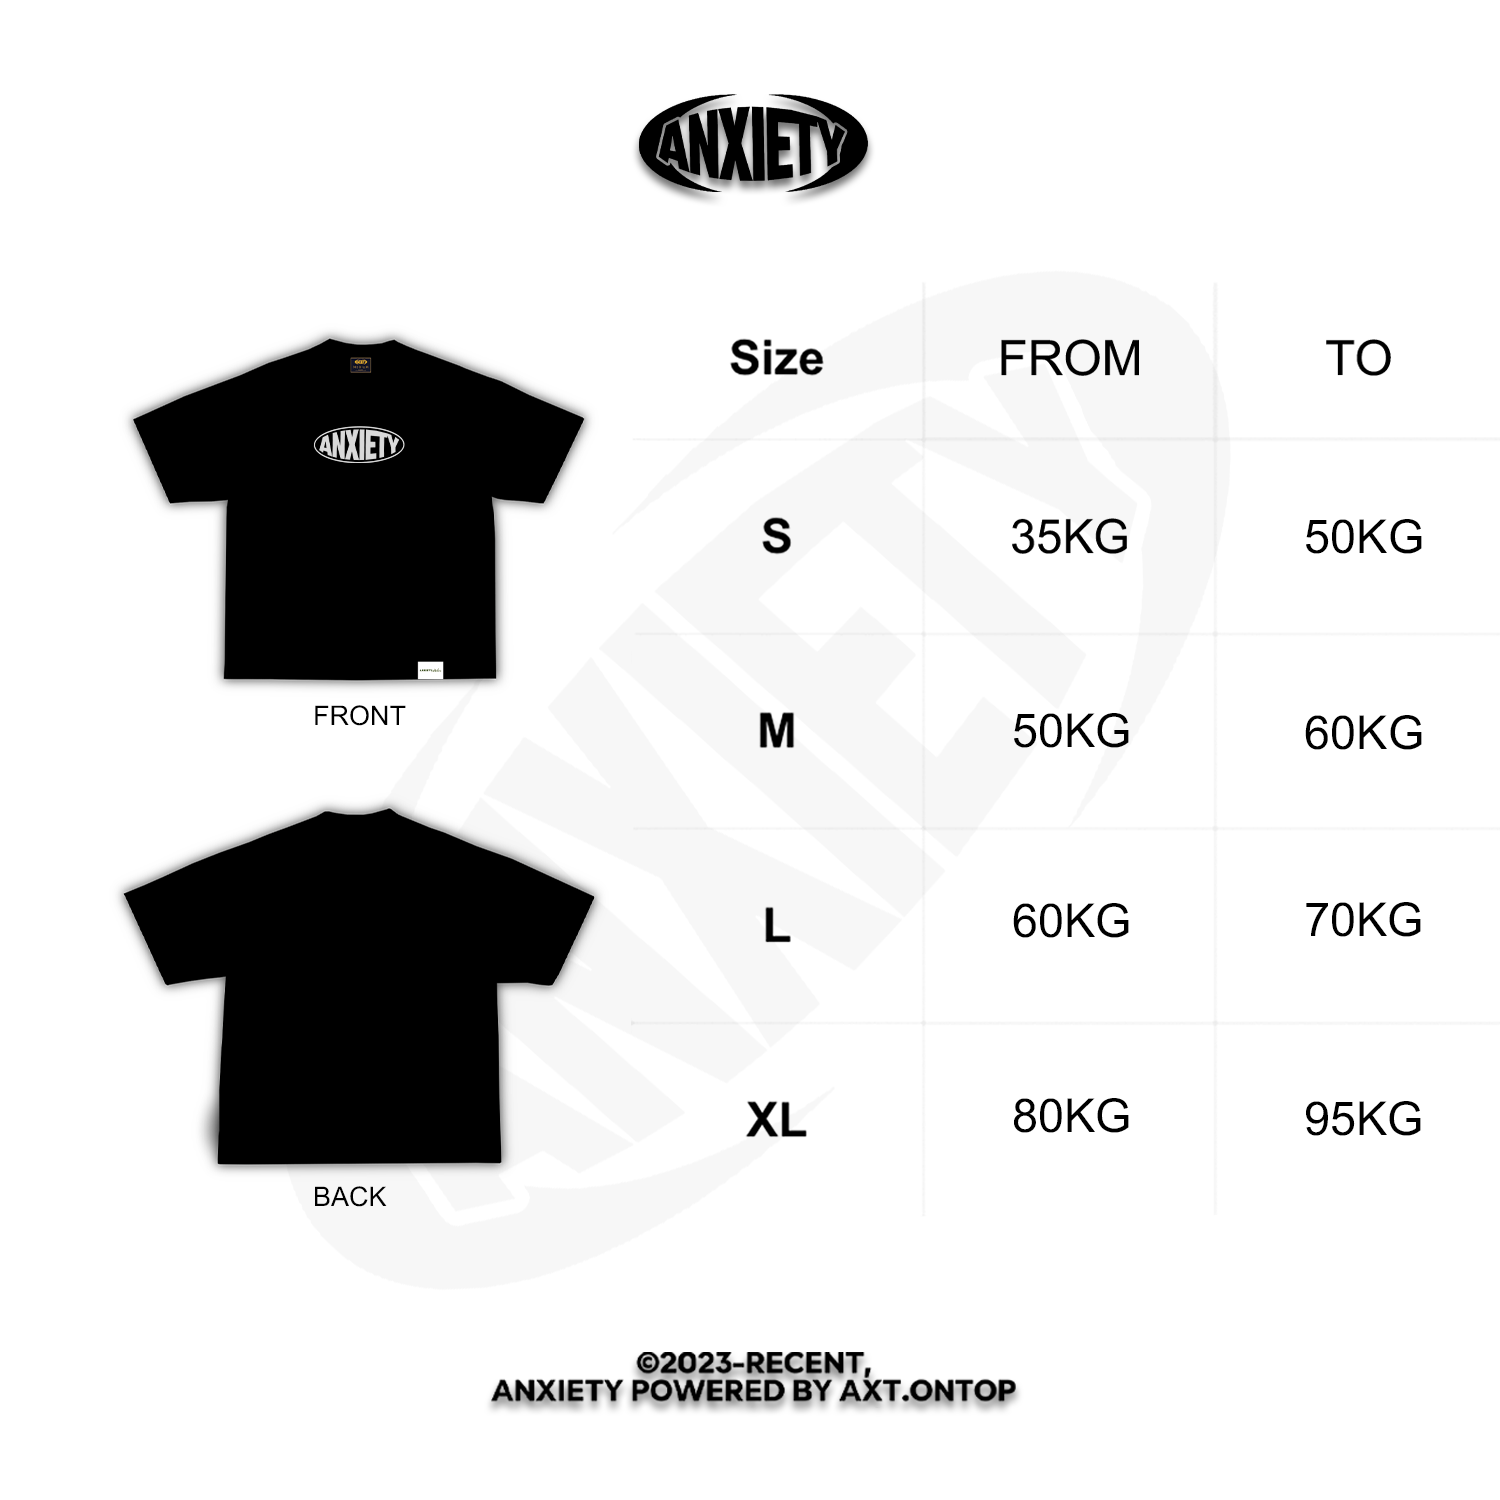 ANXIETY
Size FROM TO
S 35KG 50KG
M 50KG 60KG
L 60KG 70KG
XL 80KG 95KG
ANXIETY
FRONT
BACK
ANXIETY
©2023-RECENT,
ANXIETY POWERED BY AXT.ONTOP